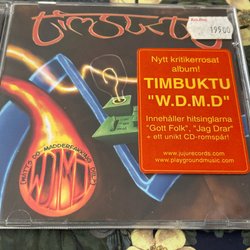 TIMBUKTU
199 00
Nytt kritikerrosat
album!
TIMBUKTU
"W.D.M.D"
Innehåller hitsinglarna
"Gott Folk", "Jag Drar"
+ ett unikt CD-romspår!
www.jujurecords.com
www.playgroundmusic.com
W.D.M.D